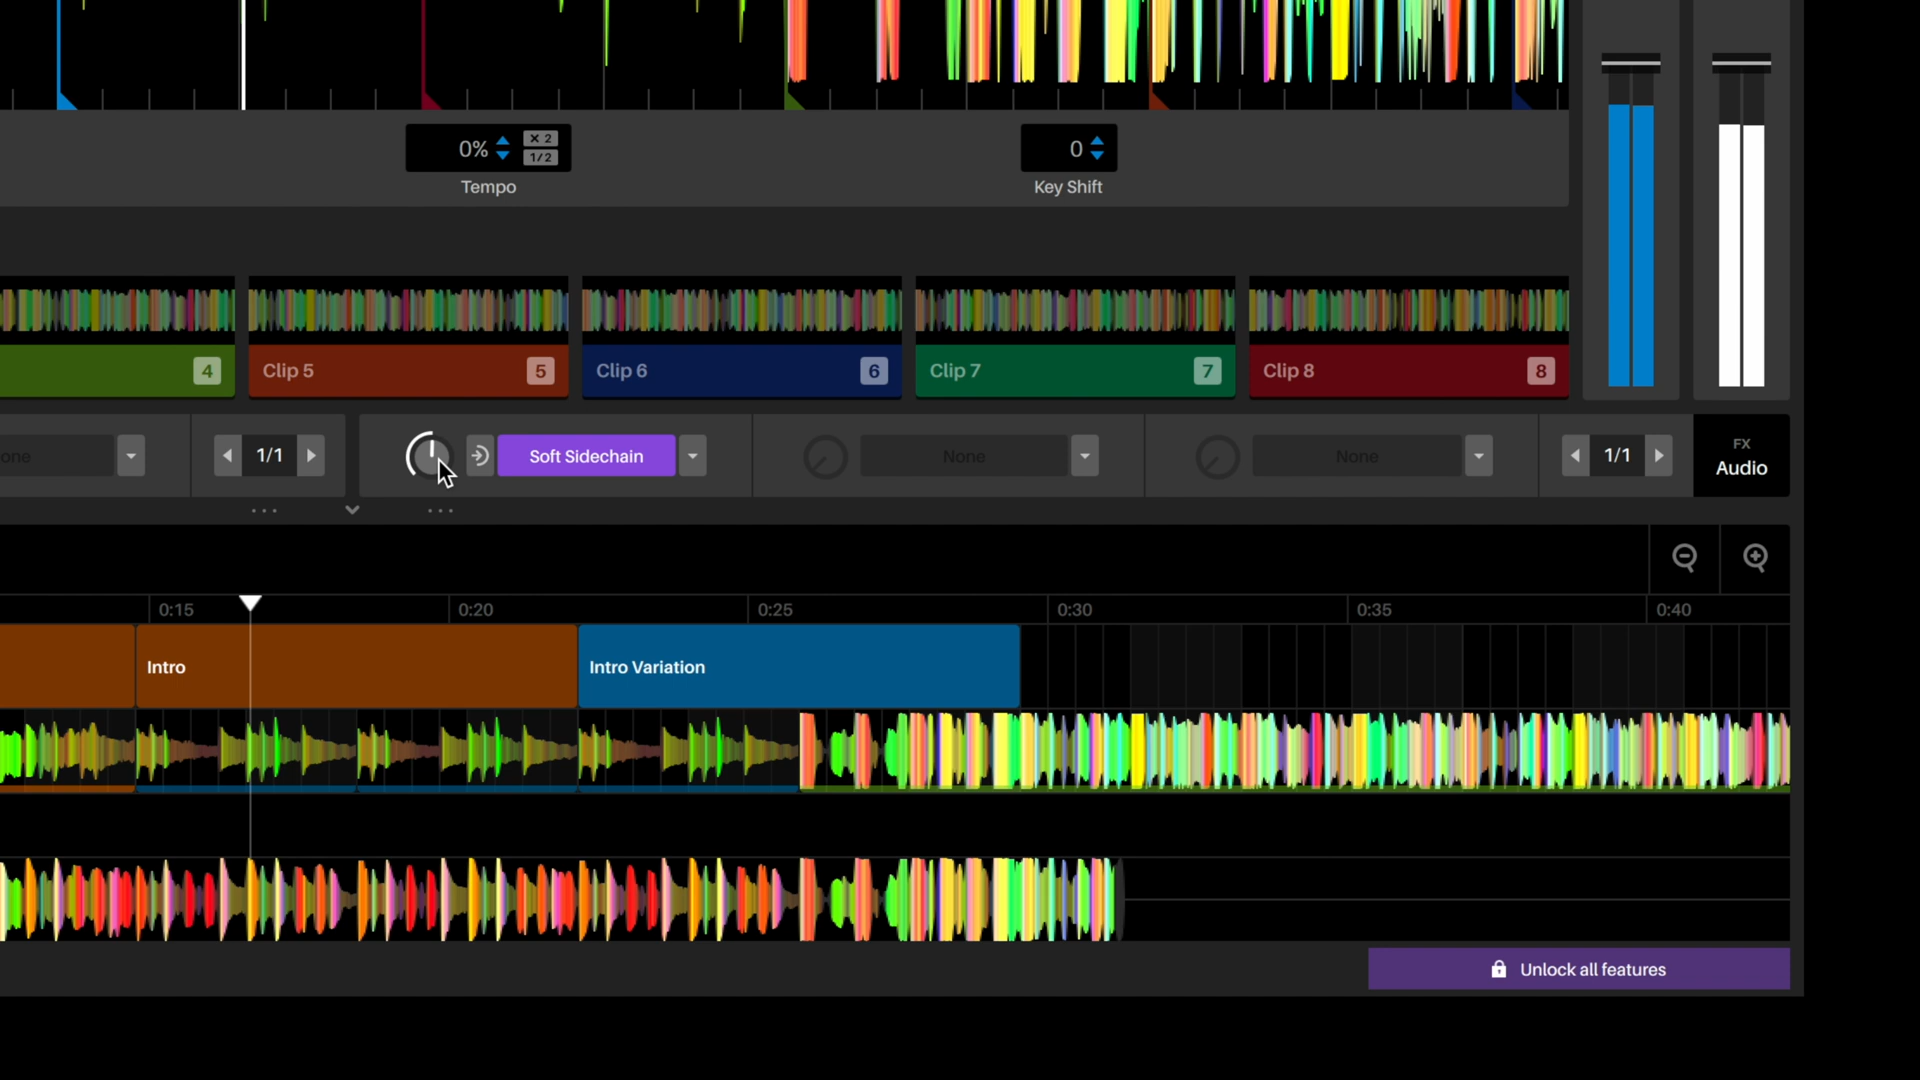 0%
× 2
1/2
Tempo
0
Key Shift
4
Clip 5
5
Clip 6
6
Clip 7
7
Clip 8
8
one
1/1
Soft Sidechain
None
None
1/1
FX
Audio
0:15
0:20
0:25
0:30
0:35
0:40
Intro
Intro Variation
Unlock all features